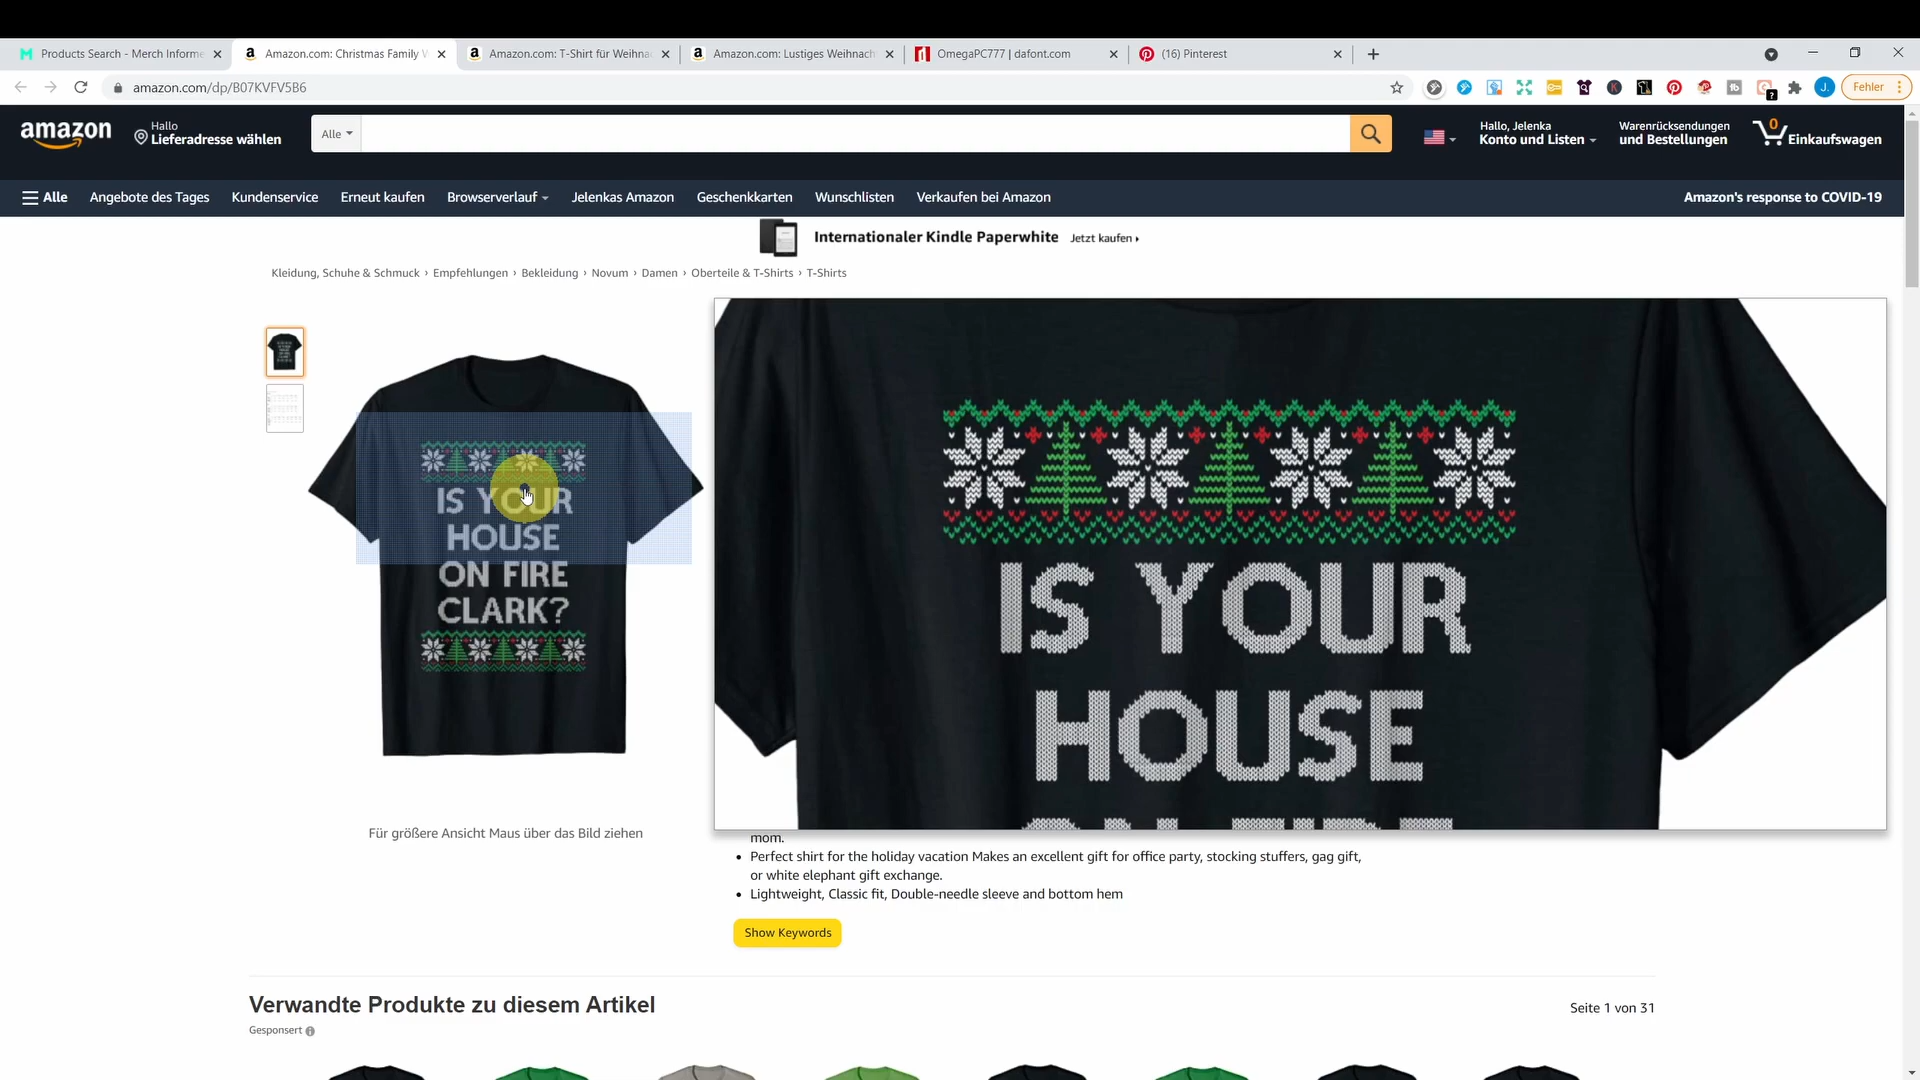 Products Search - Merch Informe
Amazon.com: Christmas Family V
Amazon.com: T-Shirt für Weihnac
Amazon.com: Lustiges Weihnach
OmegaPC777 | dafont.com
(16) Pinterest
amazon.com/dp/B07KVFV5B6
J.
Fehler
amazon
Hallo
Lieferadresse wählen
Alle
Hallo, Jelenka
Konto und Listen
Warenrücksendungen
und Bestellungen
0
Einkaufswagen
Alle
Angebote des Tages
Kundenservice
Erneut kaufen
Browserverlauf
Jelenkas Amazon
Geschenkkarten
Wunschlisten
Verkaufen bei Amazon
Amazon's response to COVID-19
Internationaler Kindle Paperwhite Jetzt kaufen
Kleidung, Schuhe & Schmuck › Empfehlungen › Bekleidung › Novum › Damen › Oberteile & T-Shirts › T-Shirts
IS YOUR
HOUSE
ON FIRE
CLARK?
IS YOUR
HOUSE
Für größere Ansicht Maus über das Bild ziehen
mom.
• Perfect shirt for the holiday vacation Makes an excellent gift for office party, stocking stuffers, gag gift,
or white elephant gift exchange.
• Lightweight, Classic fit, Double-needle sleeve and bottom hem
Show Keywords
Verwandte Produkte zu diesem Artikel
Seite 1 von 31
Gesponsert